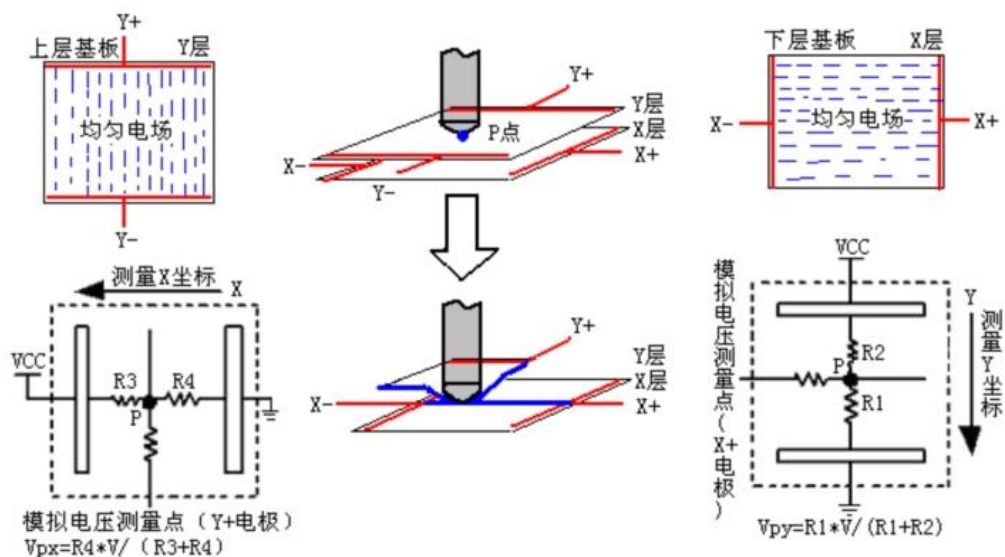 Y+
上层基板 Y层
均匀电场
Y-
Y+
Y层
X层
P点
X+
X-
Y-
下层基板 X层
X- 均匀电场 X+
测量X坐标 X
VCC
R3 R4
P
模拟电压测量点（Y+电极）
Vpx=R4*V/（R3+R4）
Y+
Y层
X层
X- X+
模拟电压测量点(X+电极)
VCC
R2
P
R1
Y
测量Y坐标
Vpy=R1*V/(R1+R2)